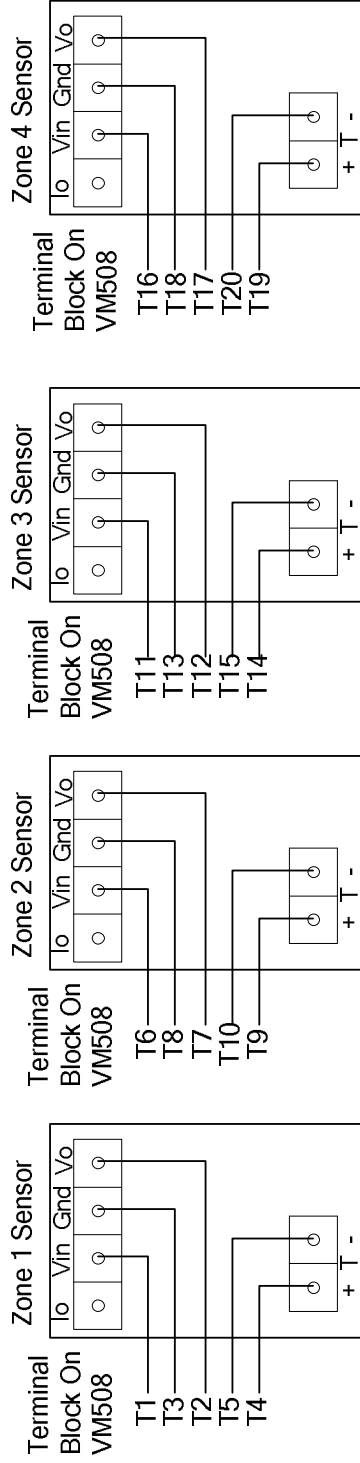 Zone 1 Sensor
Terminal
Block On
VM508
Io Vin Gnd Vo
T1
T3
T2
T5
T4
+ T -
Zone 2 Sensor
Terminal
Block On
VM508
Io Vin Gnd Vo
T6
T8
T7
T10
T9
+ T -
Zone 3 Sensor
Terminal
Block On
VM508
Io Vin Gnd Vo
T11
T13
T12
T15
T14
+ T -
Zone 4 Sensor
Terminal
Block On
VM508
Io Vin Gnd Vo
T16
T18
T17
T20
T19
+ T -